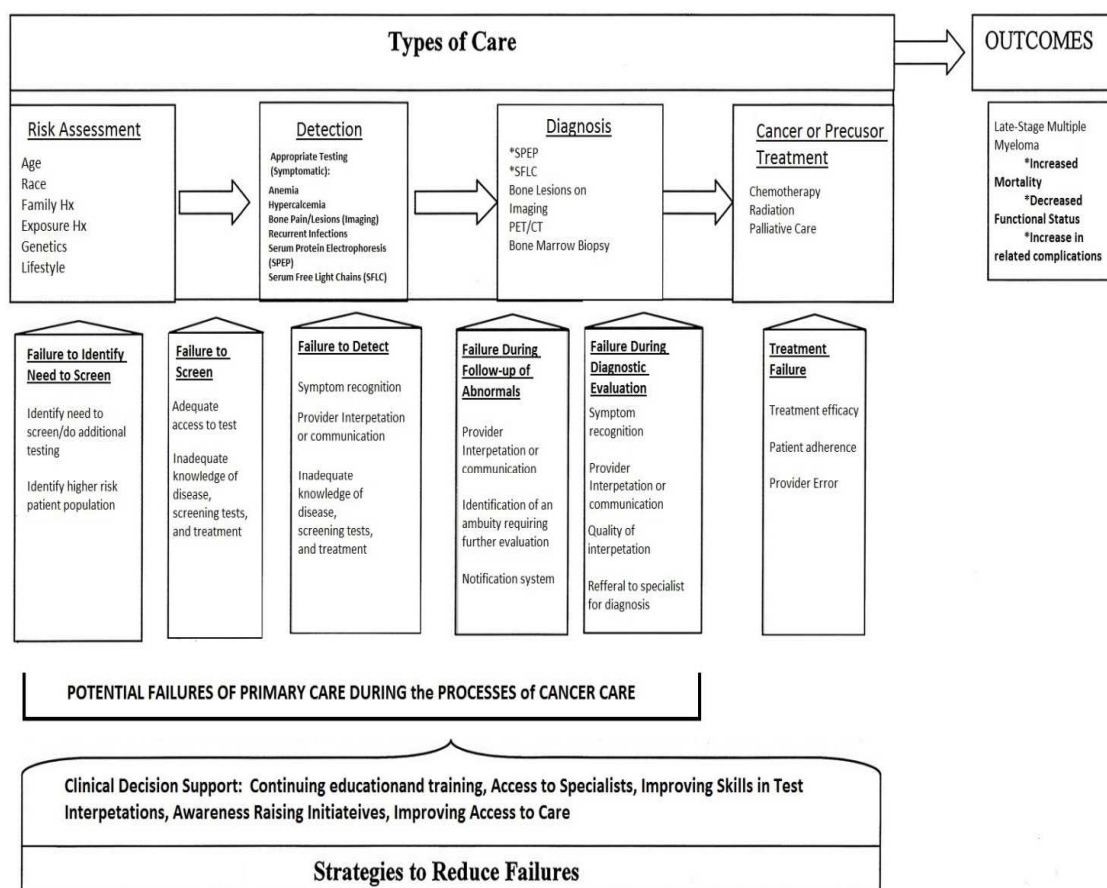 Types of Care
OUTCOMES
Risk Assessment
Age
Race
Family Hx
Exposure Hx
Genetics
Lifestyle
Detection
Appropriate Testing
(Symptomatic):
Anemia
Hypercalcemia
Bone Pain/Lesions (Imaging)
Recurrent Infections
Serum Protein Electrophoresis
(SPEP)
Serum Free Light Chains (SFLC)
Diagnosis
*SPEP
*SFLC
Bone Lesions on
Imaging
PET/CT
Bone Marrow Biopsy
Cancer or Precusor
Treatment
Chemotherapy
Radiation
Palliative Care
Late-Stage Multiple
Myeloma
*Increased
Mortality
*Decreased
Functional Status
*Increase in
related complications
Failure to Identify
Need to Screen
Identify need to
screen/do additional
testing
Identify higher risk
patient population
Failure to
Screen
Adequate
access to test
Inadequate
knowledge of
disease,
screening tests,
and treatment
Failure to Detect
Symptom recognition
Provider Interpetation
or communication
Inadequate
knowledge of
disease,
screening tests,
and treatment
Failure During
Follow-up of
Abnormals
Provider
Interpetation or
communication
Identification of an
ambuity requiring
further evaluation
Notification system
Failure During
Diagnostic
Evaluation
Symptom
recognition
Provider
Interpetation or
communication
Quality of
interpetation
Refferal to specialist
for diagnosis
Treatment
Failure
Treatment efficacy
Patient adherence
Provider Error
POTENTIAL FAILURES OF PRIMARY CARE DURING the PROCESSES of CANCER CARE
Clinical Decision Support: Continuing educationand training, Access to Specialists, Improving Skills in Test
Interpetations, Awareness Raising Initiateives, Improving Access to Care
Strategies to Reduce Failures